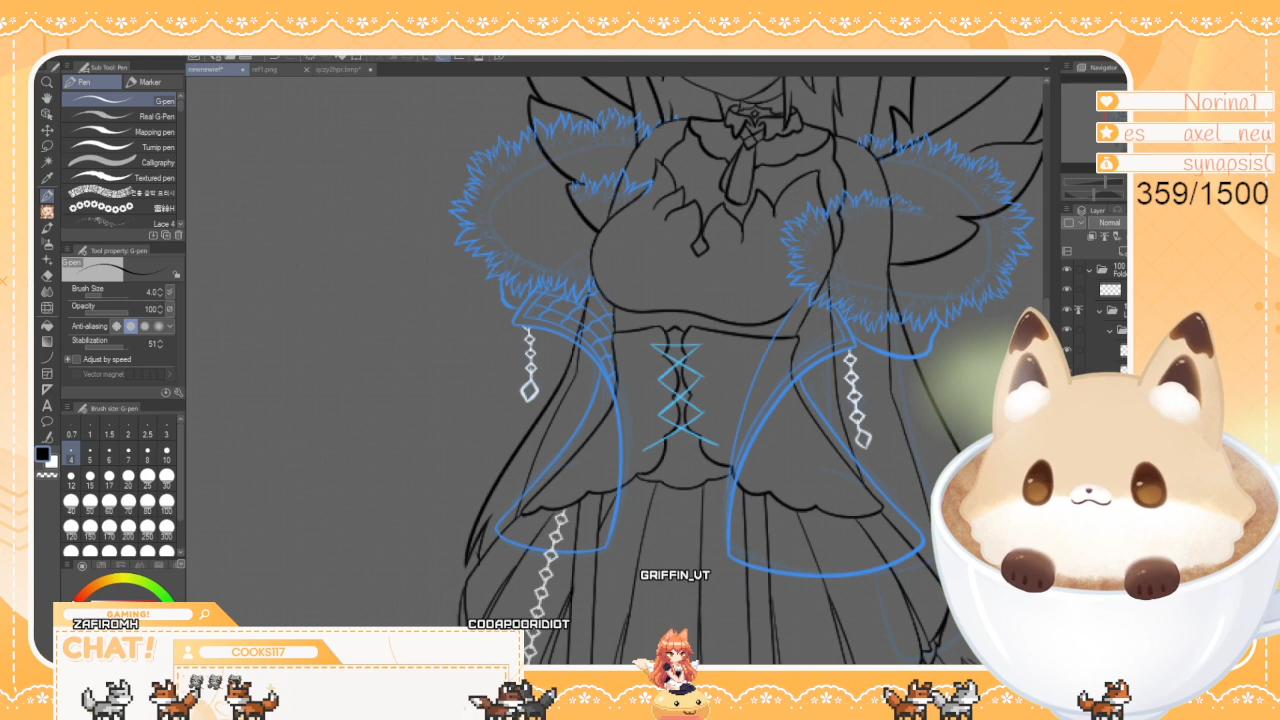 Sub Tool: Pen
Pen
Marker
G-pen
Real G-Pen
Mapping pen
Turnip pen
Calligraphy
Textured pen
Lace 4
Tool property: G-pen
G-pen
Brush Size 4.0
Opacity 100
Anti-aliasing
Stabilization 51
Adjust by speed
Vector magnet
Brush size: G-pen
0.7 1 1.5 2 2.5 3
4 5 6 7 8 10
12 15 17 20 25 30
40 50 60 70 80 100
120 150 170 200 250 300
newnewref*
ref1.png
Navigator
Layer
Normal
100
Norina1
es axel_neu
synapsis(
359/1500
GRIFFIN_VT
GAMING!
ZAFIROMH
COOAPOORIDIOT
CHAT!
COOKS117